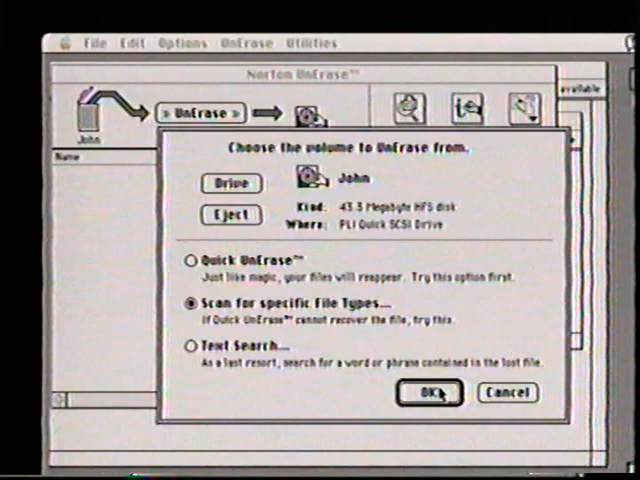 File Edit Options UnErase Utilities
Norton UnErase™
available
» UnErase »
John
Name
Choose the volume to UnErase from.
Drive
John
Eject
Kind: 43.3 Megabyte HFS disk
Where: PLI Quick SCSI Drive
Quick UnErase™
Just like magic, your files will reappear. Try this option first.
Scan for specific File Types...
If Quick UnErase™ cannot recover the file, try this.
Text Search...
As a last resort, search for a word or phrase contained in the lost file.
OK
Cancel